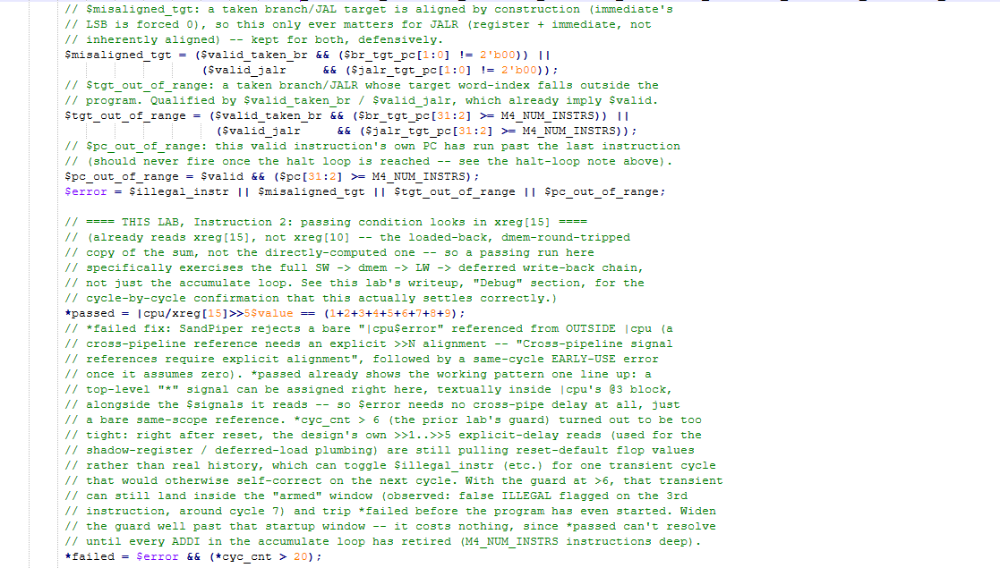 // $misaligned_tgt: a taken branch/JAL target is aligned by construction (immediate's
// LSB is forced 0), so this only ever matters for JALR (register + immediate, not
// inherently aligned) -- kept for both, defensively.
$misaligned_tgt = ($valid_taken_br && ($br_tgt_pc[1:0] != 2'b00)) ||
                  ($valid_jalr     && ($jalr_tgt_pc[1:0] != 2'b00));
// $tgt_out_of_range: a taken branch/JALR whose target word-index falls outside the
// program. Qualified by $valid_taken_br / $valid_jalr, which already imply $valid.
$tgt_out_of_range = ($valid_taken_br && ($br_tgt_pc[31:2] >= M4_NUM_INSTRS)) ||
                    ($valid_jalr     && ($jalr_tgt_pc[31:2] >= M4_NUM_INSTRS));
// $pc_out_of_range: this valid instruction's own PC has run past the last instruction
// (should never fire once the halt loop is reached -- see the halt-loop note above).
$pc_out_of_range = $valid && ($pc[31:2] >= M4_NUM_INSTRS);
$error = $illegal_instr || $misaligned_tgt || $tgt_out_of_range || $pc_out_of_range;

// ==== THIS LAB, Instruction 2: passing condition looks in xreg[15] ====
// (already reads xreg[15], not xreg[10] -- the loaded-back, dmem-round-tripped
// copy of the sum, not the directly-computed one -- so a passing run here
// specifically exercises the full SW -> dmem -> LW -> deferred write-back chain,
// not just the accumulate loop. See this lab's writeup, "Debug" section, for the
// cycle-by-cycle confirmation that this actually settles correctly.)
*passed = |cpu/xreg[15]>>5$value == (1+2+3+4+5+6+7+8+9);
// *failed fix: SandPiper rejects a bare "|cpu$error" referenced from OUTSIDE |cpu (a
// cross-pipeline reference needs an explicit >>N alignment -- "Cross-pipeline signal
// references require explicit alignment", followed by a same-cycle EARLY-USE error
// once it assumes zero). *passed already shows the working pattern one line up: a
// top-level "*" signal can be assigned right here, textually inside |cpu's @3 block,
// alongside the $signals it reads -- so $error needs no cross-pipe delay at all, just
// a bare same-scope reference. *cyc_cnt > 6 (the prior lab's guard) turned out to be too
// tight: right after reset, the design's own >>1..>>5 explicit-delay reads (used for the
// shadow-register / deferred-load plumbing) are still pulling reset-default flop values
// rather than real history, which can toggle $illegal_instr (etc.) for one transient cycle
// that would otherwise self-correct on the next cycle. With the guard at >6, that transient
// can still land inside the "armed" window (observed: false ILLEGAL flagged on the 3rd
// instruction, around cycle 7) and trip *failed before the program has even started. Widen
// the guard well past that startup window -- it costs nothing, since *passed can't resolve
// until every ADDI in the accumulate loop has retired (M4_NUM_INSTRS instructions deep).
*failed = $error && (*cyc_cnt > 20);